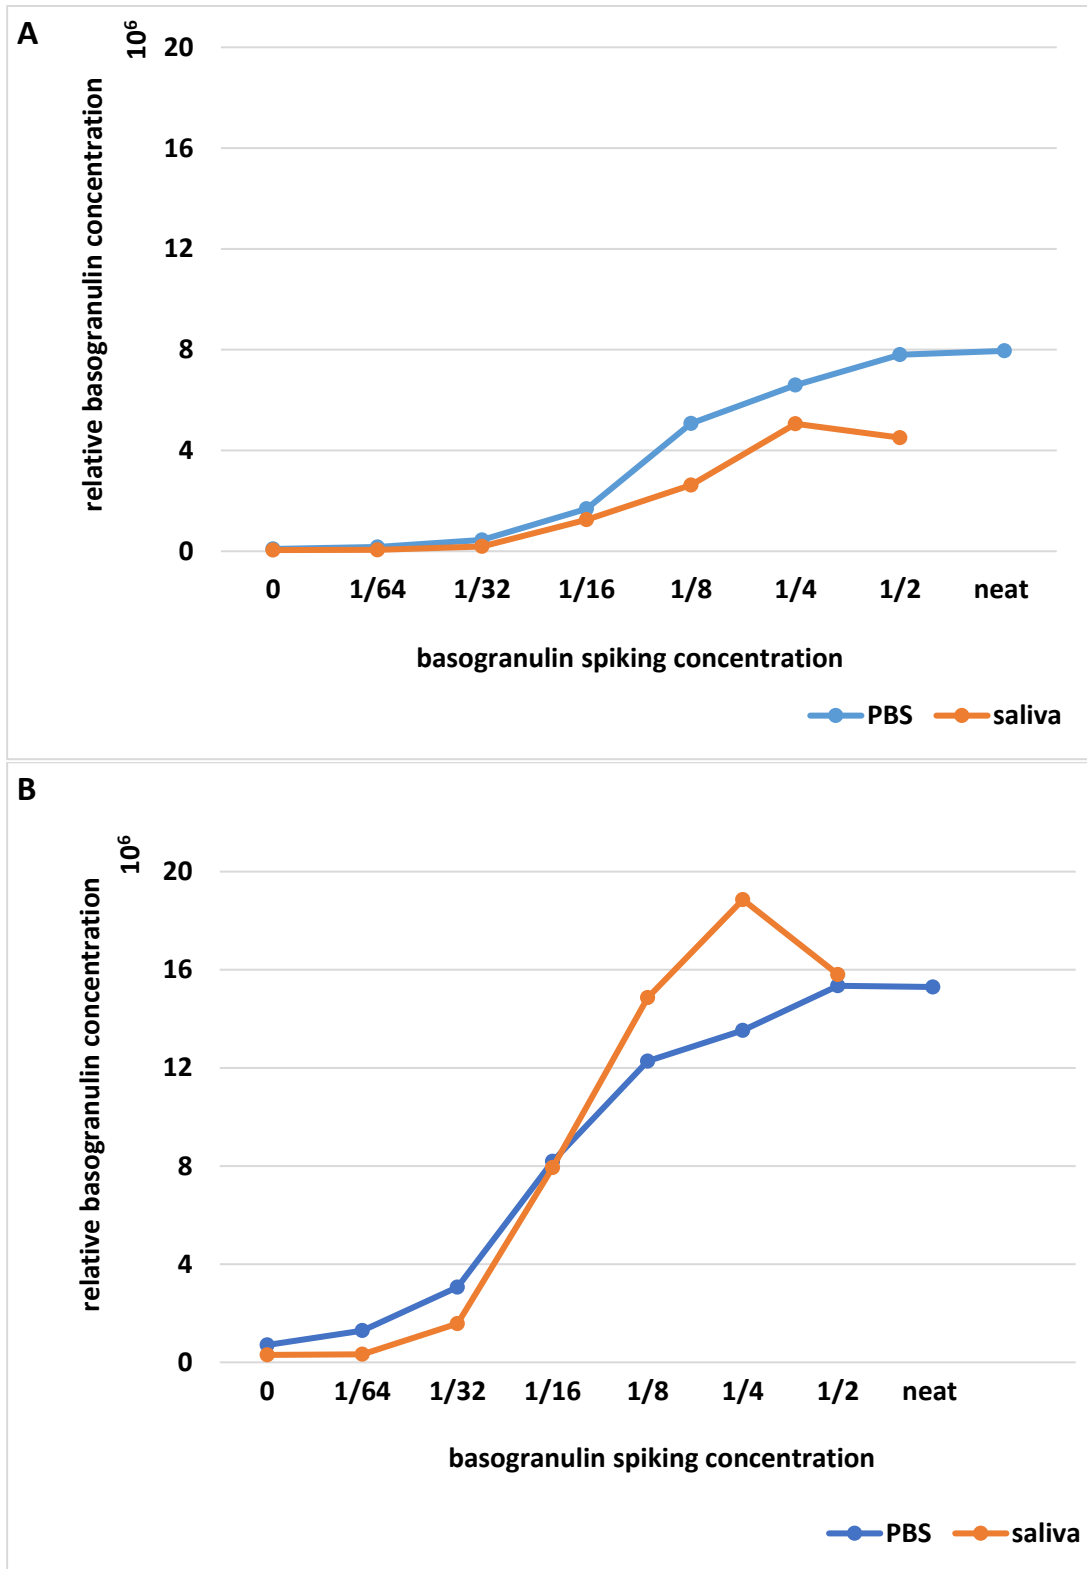 A
10⁶
relative basogranulin concentration
20
16
12
8
4
0
0 1/64 1/32 1/16 1/8 1/4 1/2 neat
basogranulin spiking concentration
PBS saliva
B
10⁶
relative basogranulin concentration
20
16
12
8
4
0
0 1/64 1/32 1/16 1/8 1/4 1/2 neat
basogranulin spiking concentration
PBS saliva